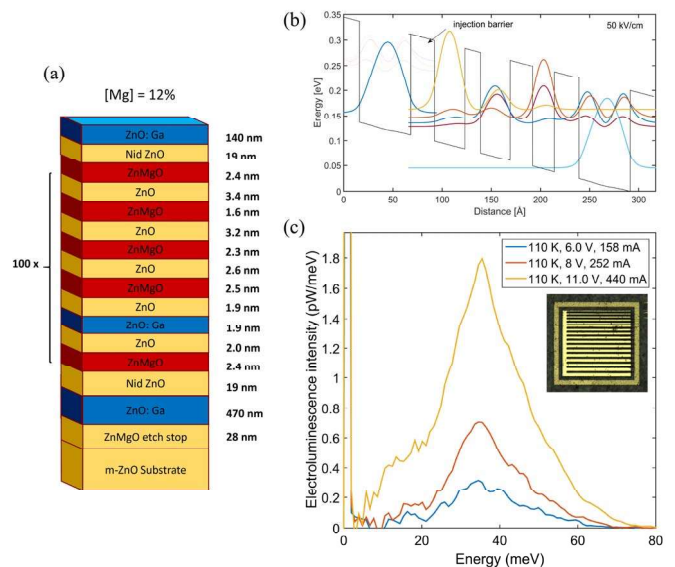 (a)
[Mg] = 12%
ZnO: Ga
140 nm
Nid ZnO
19 nm
ZnMgO
2.4 nm
ZnO
3.4 nm
ZnMgO
1.6 nm
ZnO
3.2 nm
ZnMgO
2.3 nm
ZnO
2.6 nm
ZnMgO
2.5 nm
ZnO
1.9 nm
ZnO: Ga
1.9 nm
ZnO
2.0 nm
ZnMgO
2.4 nm
Nid ZnO
19 nm
ZnO: Ga
470 nm
ZnMgO etch stop
28 nm
m-ZnO Substrate
100 x
(b)
injection barrier
50 kV/cm
Energy [eV]
0.35
0.3
0.25
0.2
0.15
0.1
0.05
0
0 50 100 150 200 250 300
Distance [Å]
(c)
110 K, 6.0 V, 158 mA
110 K, 8 V, 252 mA
110 K, 11.0 V, 440 mA
Electroluminescence intensity (pW/meV)
1.8
1.6
1.4
1.2
1
0.8
0.6
0.4
0.2
0
0 20 40 60 80
Energy (meV)